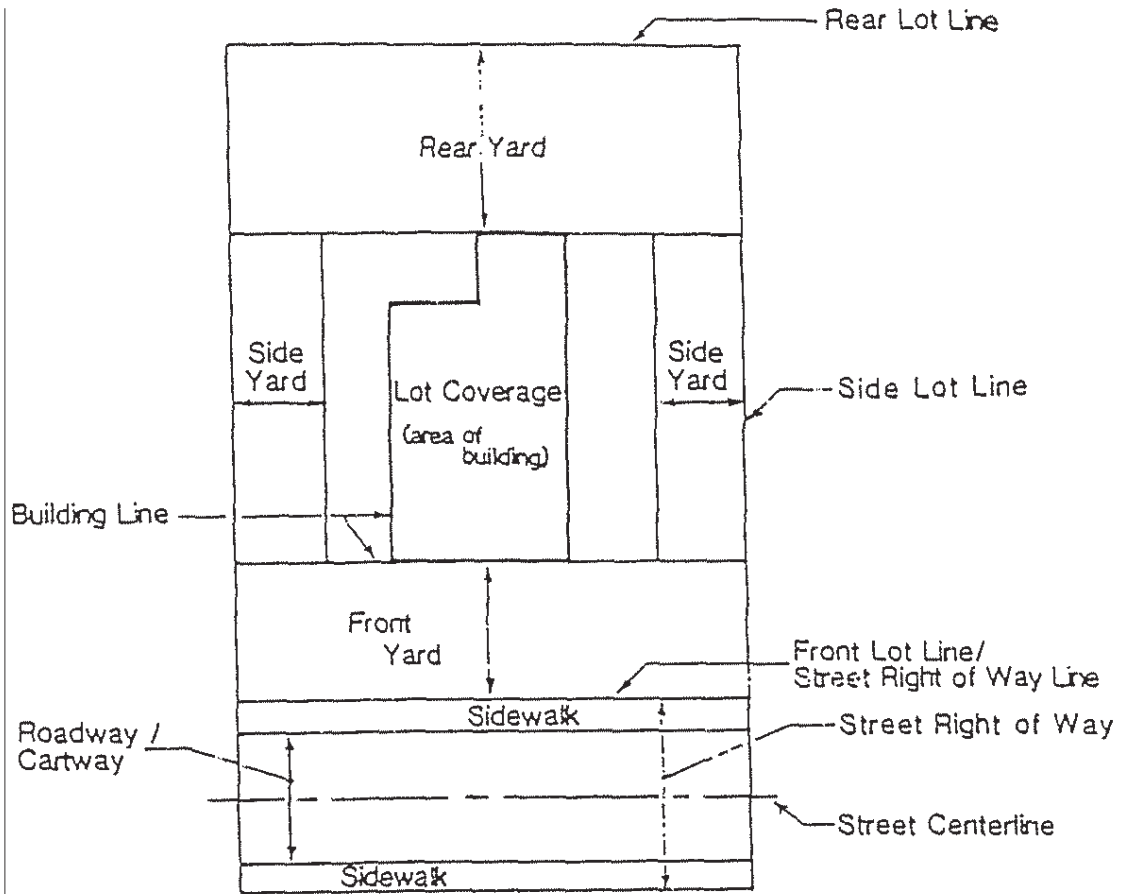 Rear Lot Line
Rear Yard
Side
Yard
Side
Yard
Lot Coverage
(area of
building)
Side Lot Line
Building Line
Front
Yard
Front Lot Line/
Street Right of Way Line
Sidewalk
Roadway /
Cartway
Street Right of Way
Street Centerline
Sidewalk